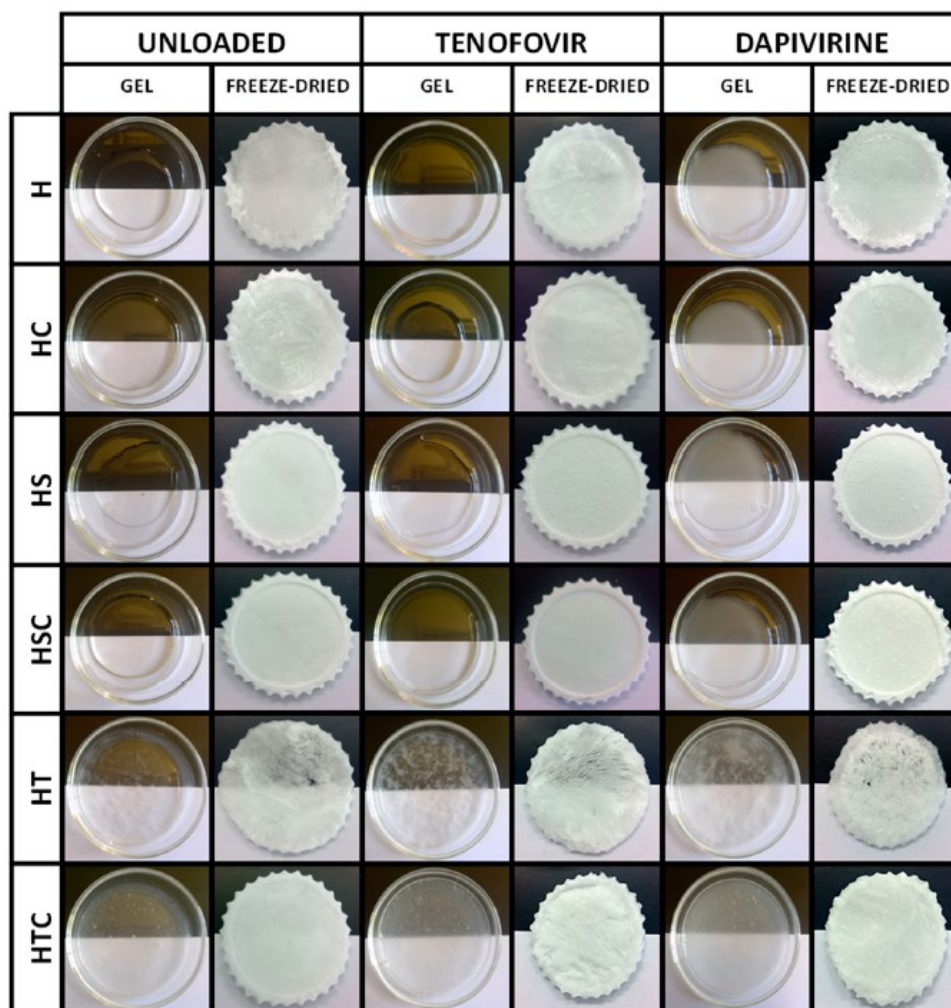 UNLOADED TENOFOVIR DAPIVIRINE
GEL FREEZE-DRIED GEL FREEZE-DRIED GEL FREEZE-DRIED
H
HC
HS
HSC
HT
HTC